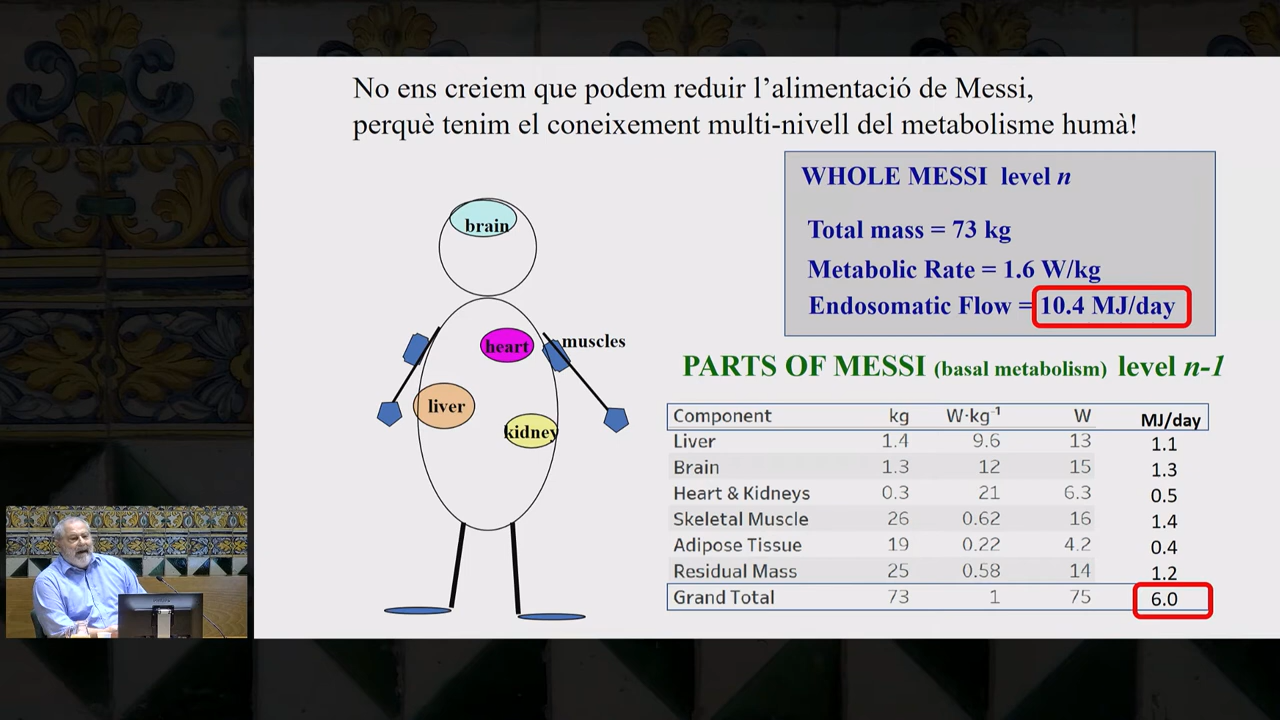 No ens creiem que podem reduir l’alimentació de Messi,
perquè tenim el coneixement multi-nivell del metabolisme humà!
WHOLE MESSI level n
Total mass = 73 kg
Metabolic Rate = 1.6 W/kg
Endosomatic Flow = 10.4 MJ/day
brain
heart
muscles
liver
kidney
PARTS OF MESSI (basal metabolism) level n-1
Component kg W·kg⁻¹ W MJ/day
Liver 1.4 9.6 13 1.1
Brain 1.3 12 15 1.3
Heart & Kidneys 0.3 21 6.3 0.5
Skeletal Muscle 26 0.62 16 1.4
Adipose Tissue 19 0.22 4.2 0.4
Residual Mass 25 0.58 14 1.2
Grand Total 73 1 75 6.0